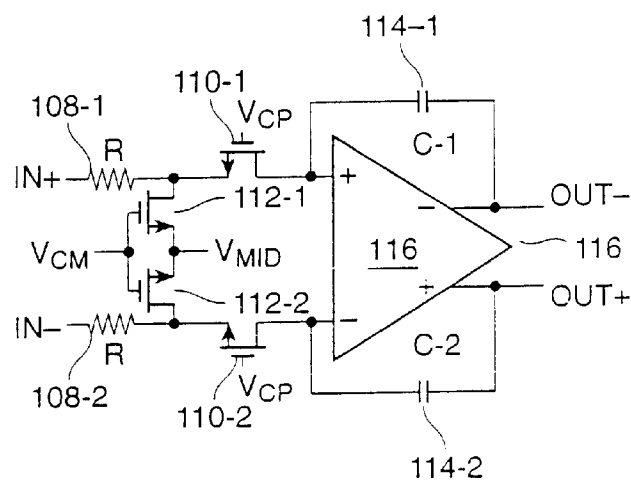 114-1
110-1
108-1
VCP
C-1
R
IN+
+
112-1
−
OUT−
VCM
VMID
116
116
÷
112-2
OUT+
IN−
−
R
C-2
VCP
108-2
110-2
114-2